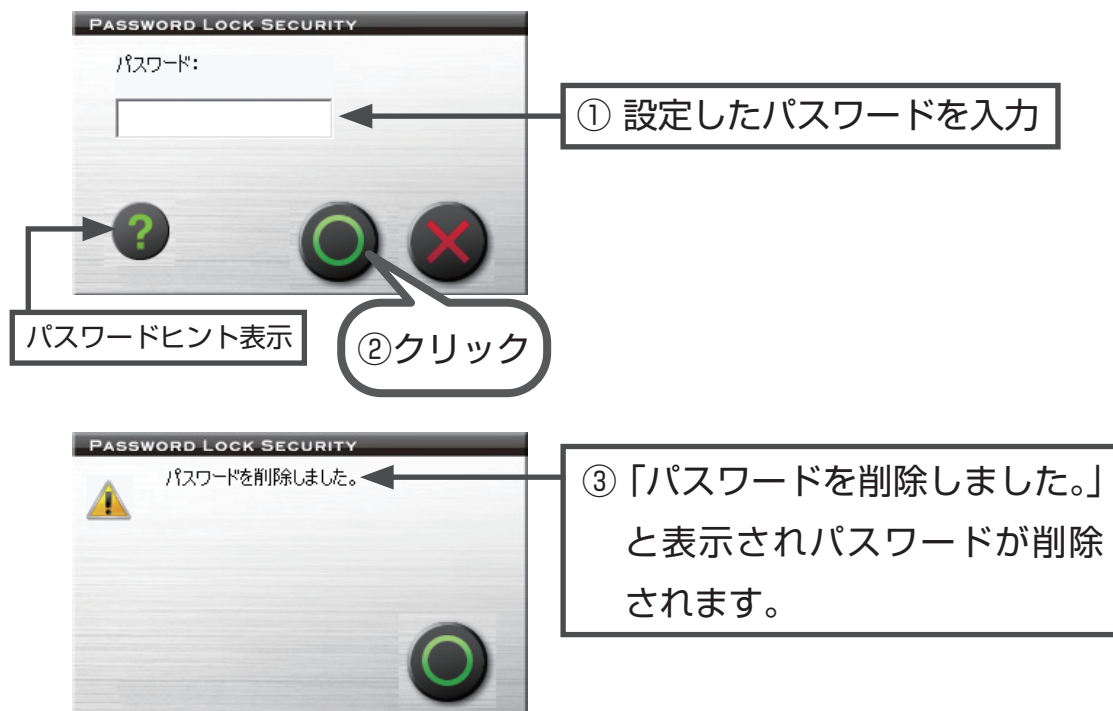 PASSWORD LOCK SECURITY
パスワード:
① 設定したパスワードを入力
?
パスワードヒント表示
②クリック
PASSWORD LOCK SECURITY
パスワードを削除しました。
③「パスワードを削除しました。」
と表示されパスワードが削除
されます。